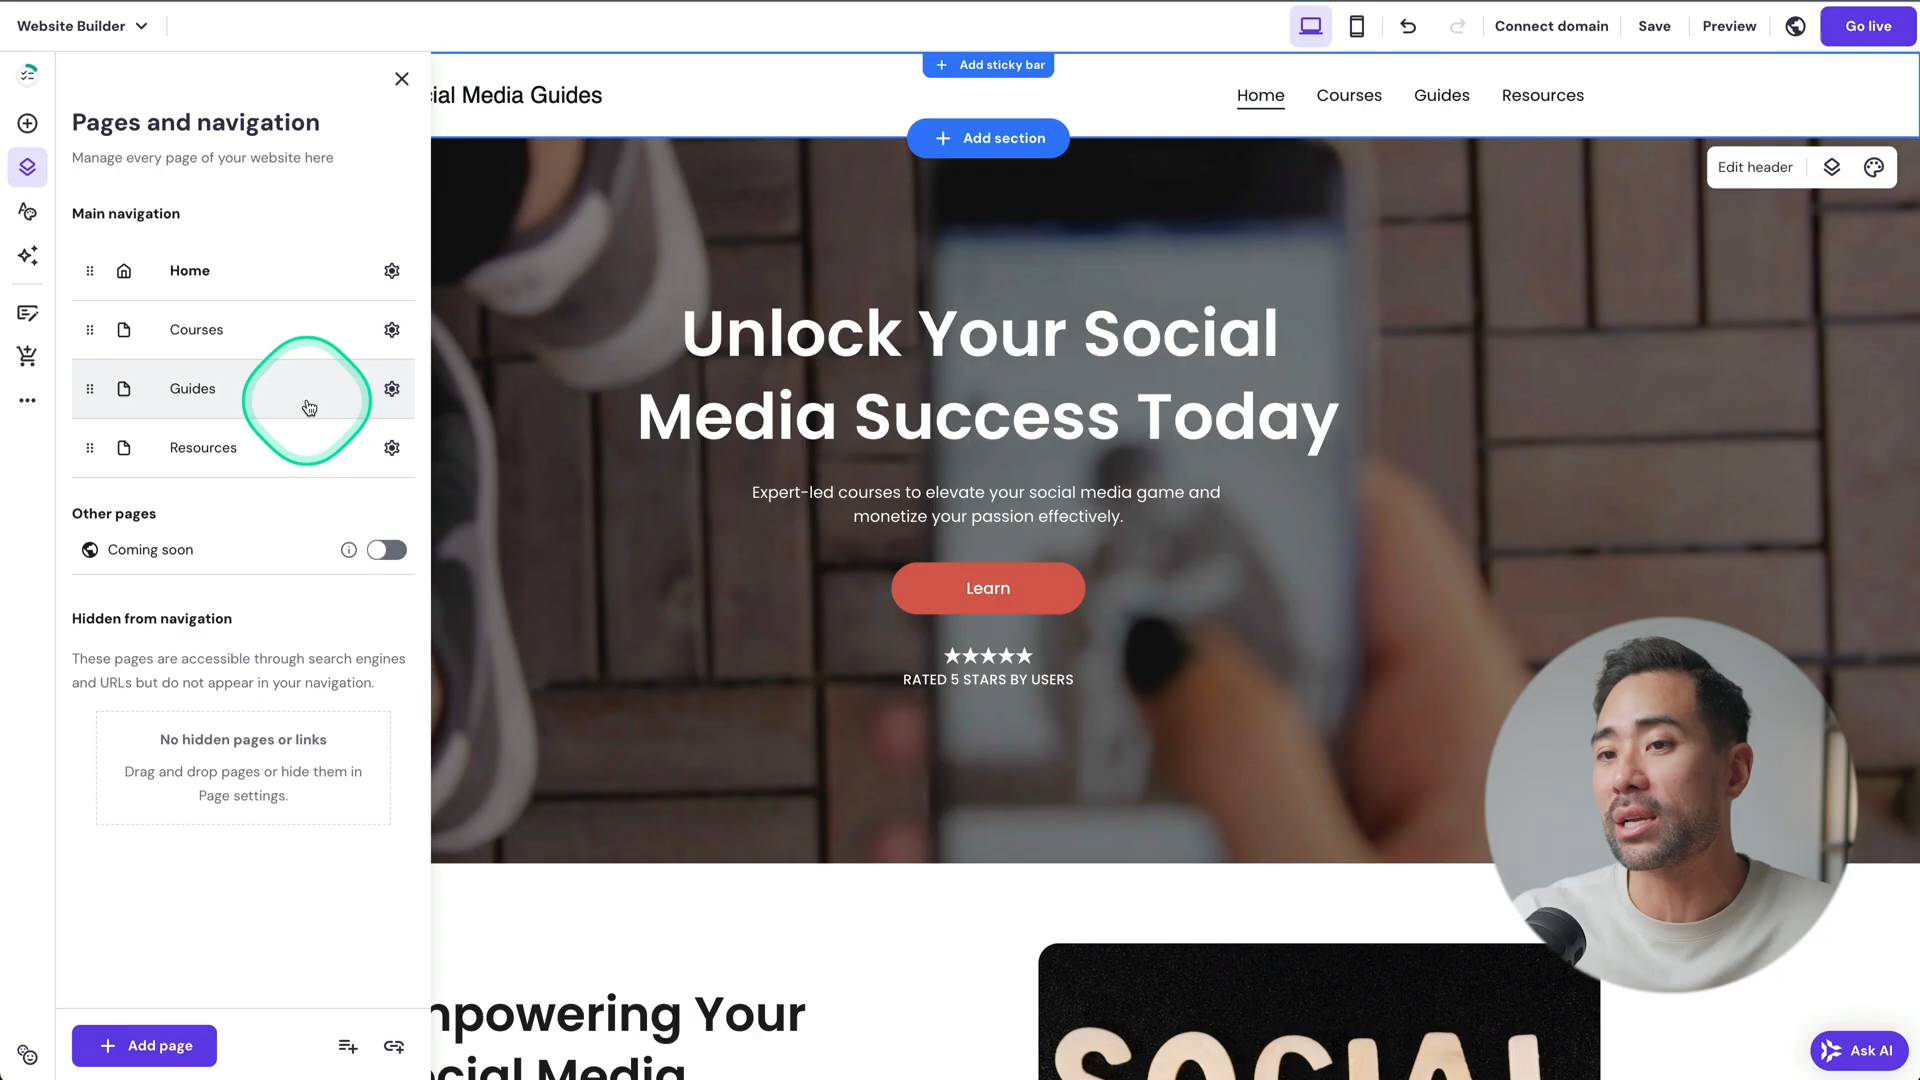 Website Builder
Connect domain
Save
Preview
Go live
Add sticky bar
ial Media Guides
Home
Courses
Guides
Resources
Add section
Edit header
Pages and navigation
Manage every page of your website here
Main navigation
Home
Courses
Guides
Resources
Other pages
Coming soon
Hidden from navigation
These pages are accessible through search engines
and URLs but do not appear in your navigation.
No hidden pages or links
Drag and drop pages or hide them in
Page settings.
Add page
Unlock Your Social
Media Success Today
Expert-led courses to elevate your social media game and
monetize your passion effectively.
Learn
★★★★★
RATED 5 STARS BY USERS
mpowering Your
ocial Media
SOCIAL
Ask AI